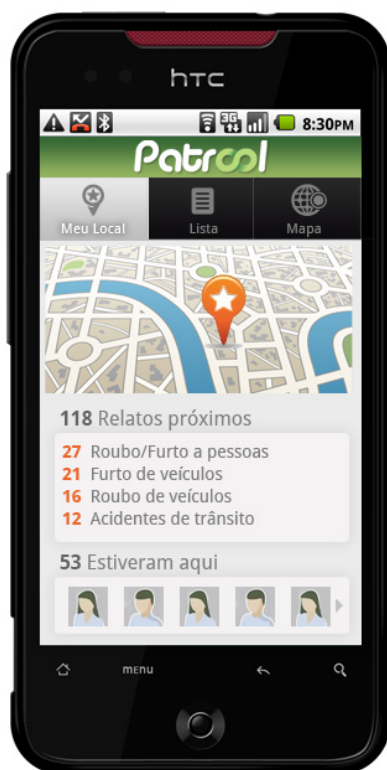 hTC
3G
8:30PM
Patrool
Meu Local
Lista
Mapa
118 Relatos próximos
27 Roubo/Furto a pessoas
21 Furto de veículos
16 Roubo de veículos
12 Acidentes de trânsito
53 Estiveram aqui
MENU